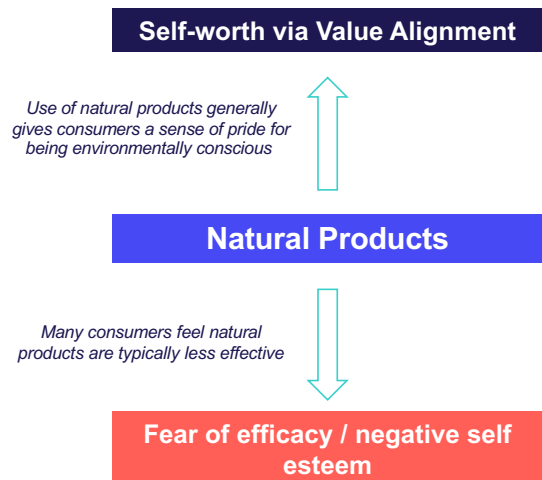 Self-worth via Value Alignment
Use of natural products generally
gives consumers a sense of pride for
being environmentally conscious
Natural Products
Many consumers feel natural
products are typically less effective
Fear of efficacy / negative self
esteem